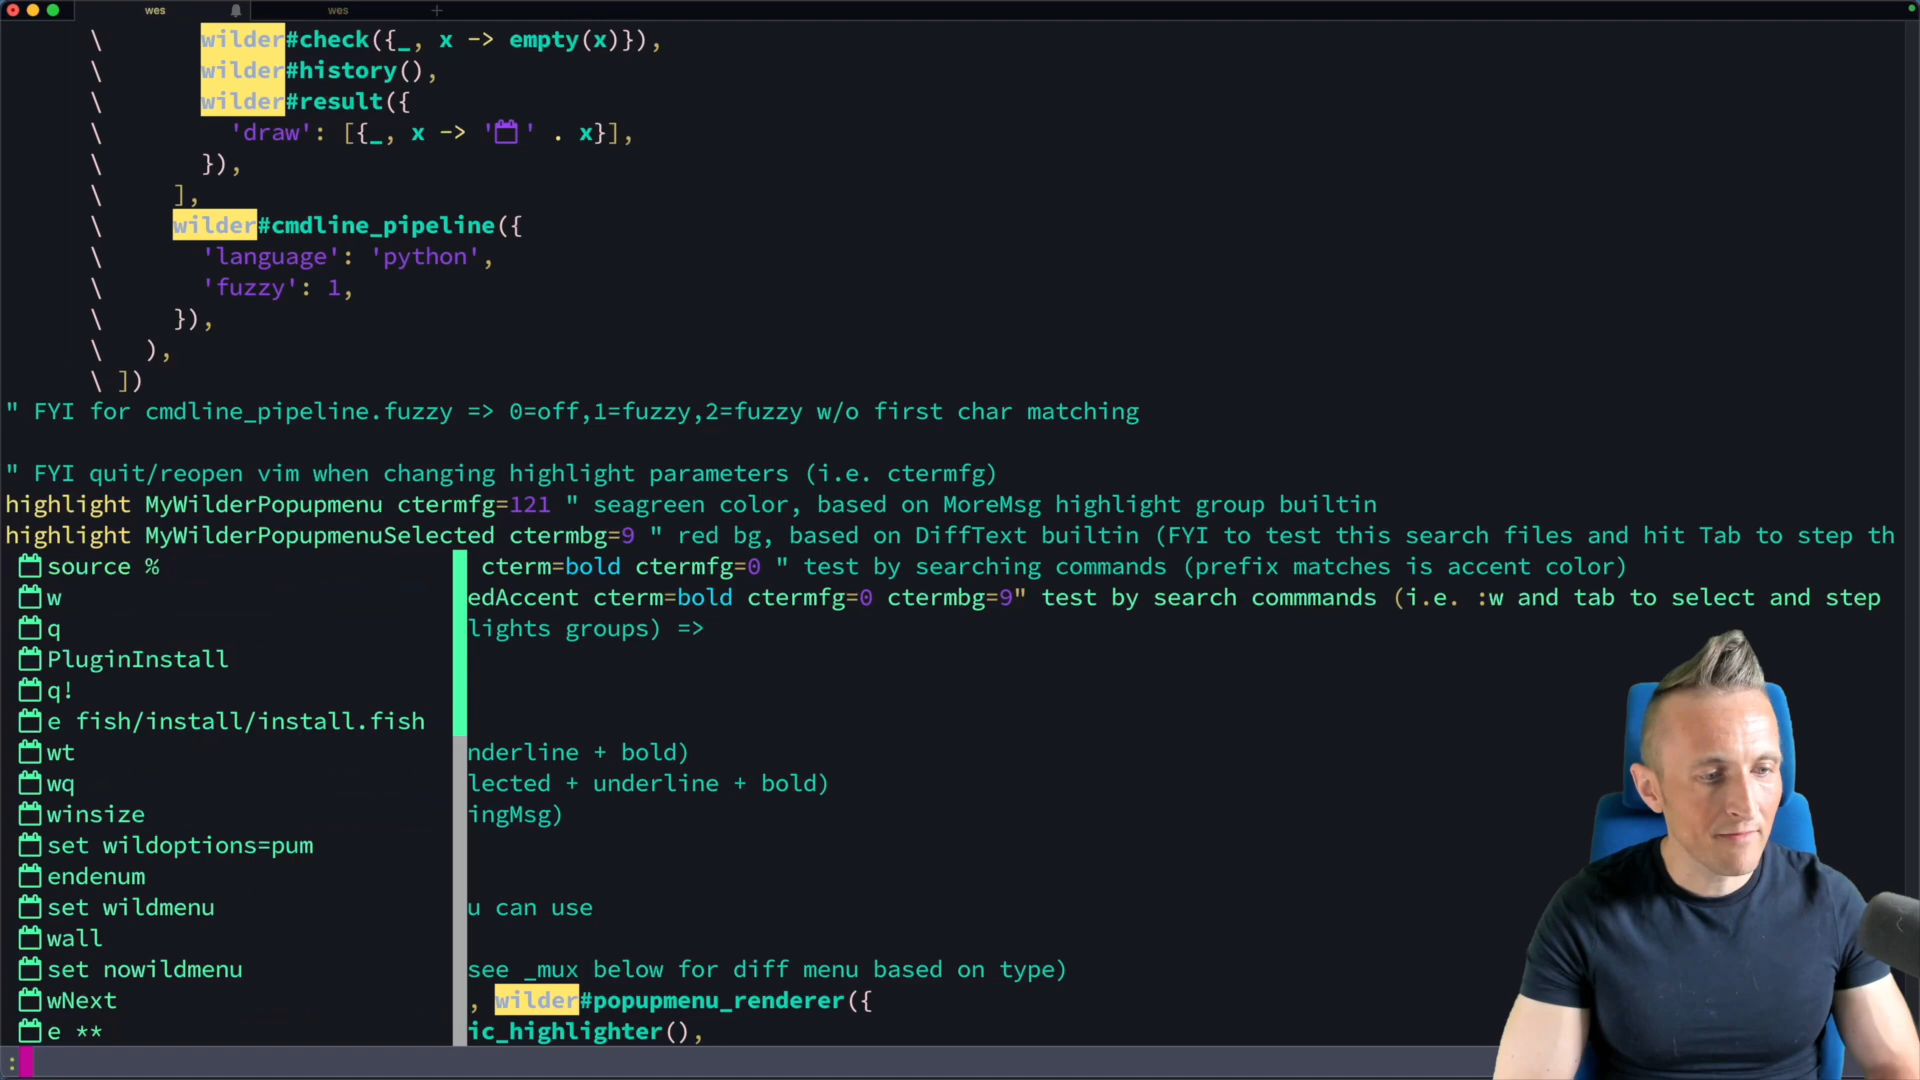 wes wes +
\ wilder#check({_, x -> empty(x)}),
\ wilder#history(),
\ wilder#result({
\ 'draw': [{_, x -> '' . x}],
\ }),
\ ],
\ wilder#cmdline_pipeline({
\ 'language': 'python',
\ 'fuzzy': 1,
\ }),
\ ),
\ ])
" FYI for cmdline_pipeline.fuzzy => 0=off,1=fuzzy,2=fuzzy w/o first char matching
" FYI quit/reopen vim when changing highlight parameters (i.e. ctermfg)
highlight MyWilderPopupmenu ctermfg=121 " seagreen color, based on MoreMsg highlight group builtin
highlight MyWilderPopupmenuSelected ctermbg=9 " red bg, based on DiffText builtin (FYI to test this search files and hit Tab to step th
source % cterm=bold ctermfg=0 " test by searching commands (prefix matches is accent color)
w edAccent cterm=bold ctermfg=0 ctermbg=9" test by search commmands (i.e. :w and tab to select and step
q lights groups) =>
PluginInstall
q!
e fish/install/install.fish
wt nderline + bold)
wq lected + underline + bold)
winsize ingMsg)
set wildoptions=pum
endenum
set wildmenu u can use
wall
set nowildmenu see _mux below for diff menu based on type)
wNext , wilder#popupmenu_renderer({
e ** ic_highlighter(),
: